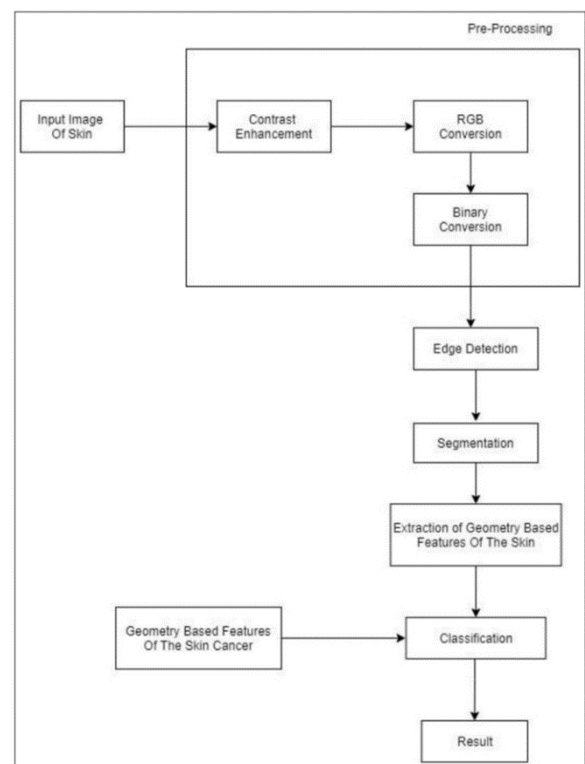 Pre-Processing
Input Image
Of Skin
Contrast
Enhancement
RGB
Conversion
Binary
Conversion
Edge Detection
Segmentation
Extraction of Geometry Based
Features Of The Skin
Geometry Based Features
Of The Skin Cancer
Classification
Result